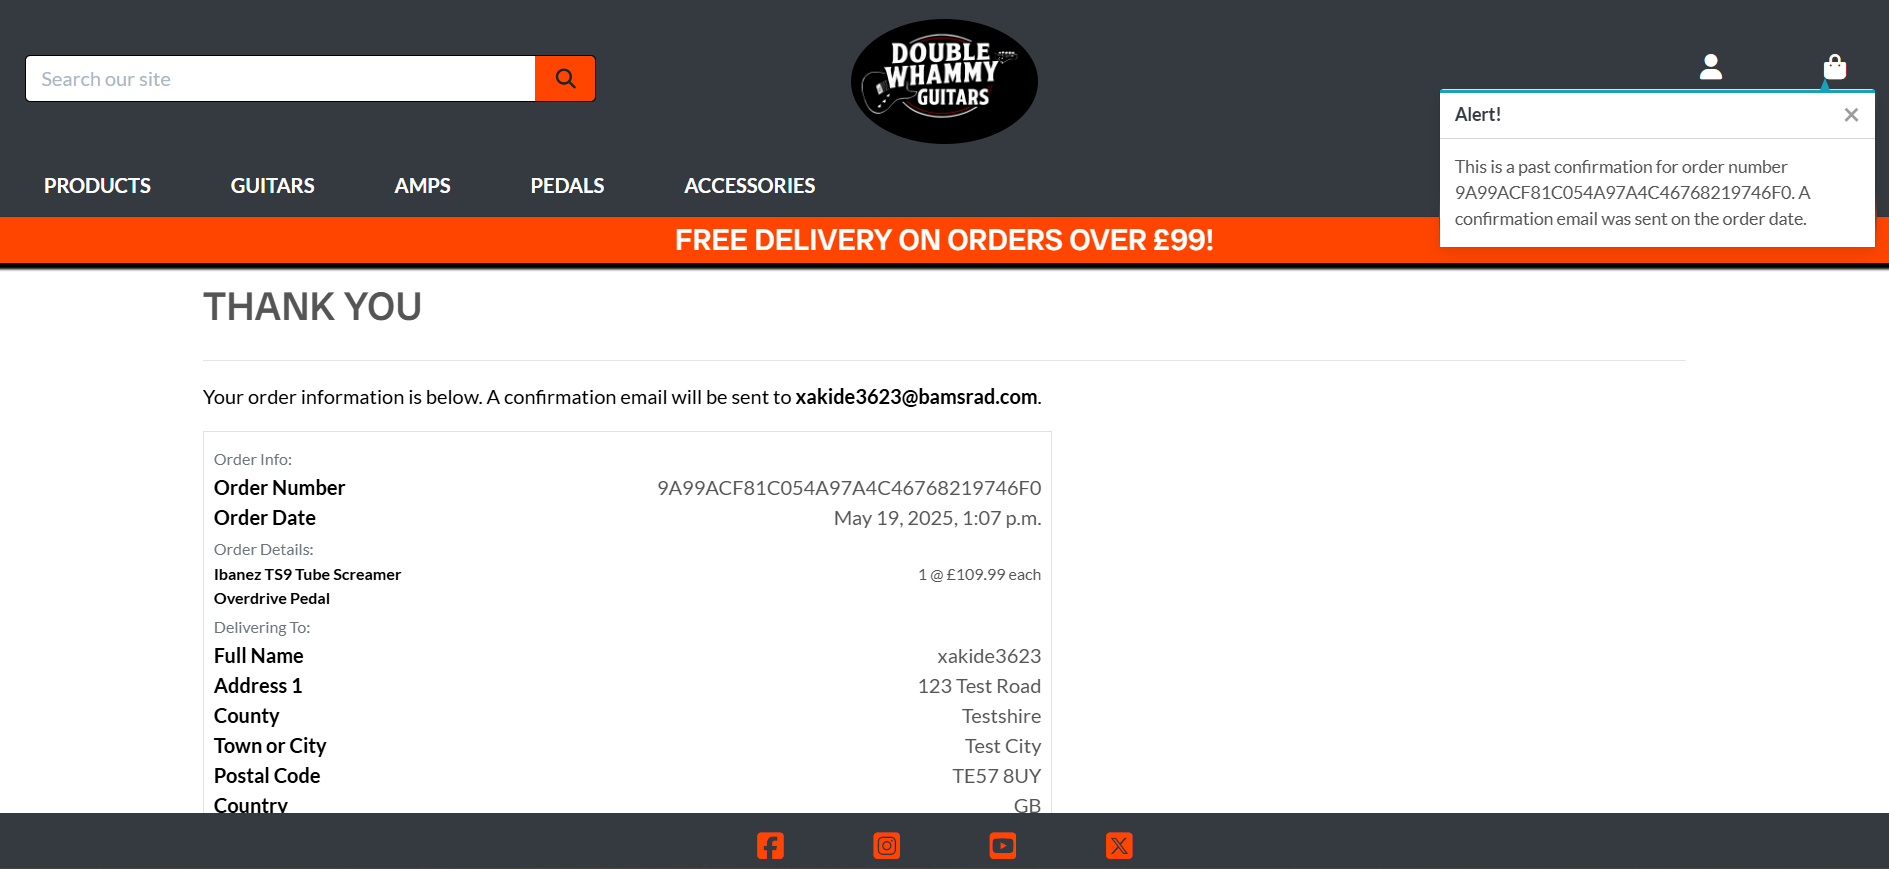 Search our site
DOUBLE
WHAMMY
GUITARS
PRODUCTS GUITARS AMPS PEDALS ACCESSORIES
Alert!
This is a past confirmation for order number
9A99ACF81C054A97A4C46768219746F0. A
confirmation email was sent on the order date.
FREE DELIVERY ON ORDERS OVER £99!
THANK YOU
Your order information is below. A confirmation email will be sent to xakide3623@bamsrad.com.
Order Info:
Order Number 9A99ACF81C054A97A4C46768219746F0
Order Date May 19, 2025, 1:07 p.m.
Order Details:
Ibanez TS9 Tube Screamer 1 @ £109.99 each
Overdrive Pedal
Delivering To:
Full Name xakide3623
Address 1 123 Test Road
County Testshire
Town or City Test City
Postal Code TE57 8UY
Country GB